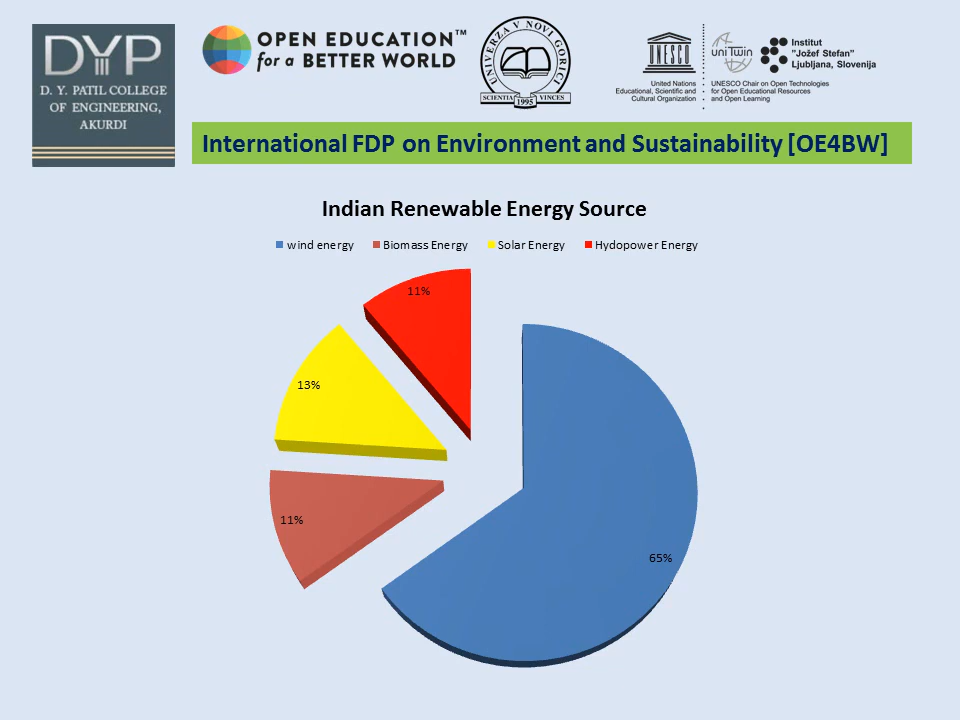 DYP
D. Y. PATIL COLLEGE
OF ENGINEERING,
AKURDI
OPEN EDUCATION™
for a BETTER WORLD
UNIVERZA V NOVI GORICI
SCIENTIA VINCES
1995
UNESCO
United Nations
Educational, Scientific and
Cultural Organization
uniTwin
UNESCO Chair on Open Technologies
for Open Educational Resources
and Open Learning
Institut
"Jožef Stefan"
Ljubljana, Slovenija
International FDP on Environment and Sustainability [OE4BW]
Indian Renewable Energy Source
wind energy Biomass Energy Solar Energy Hydopower Energy
11%
13%
11%
65%